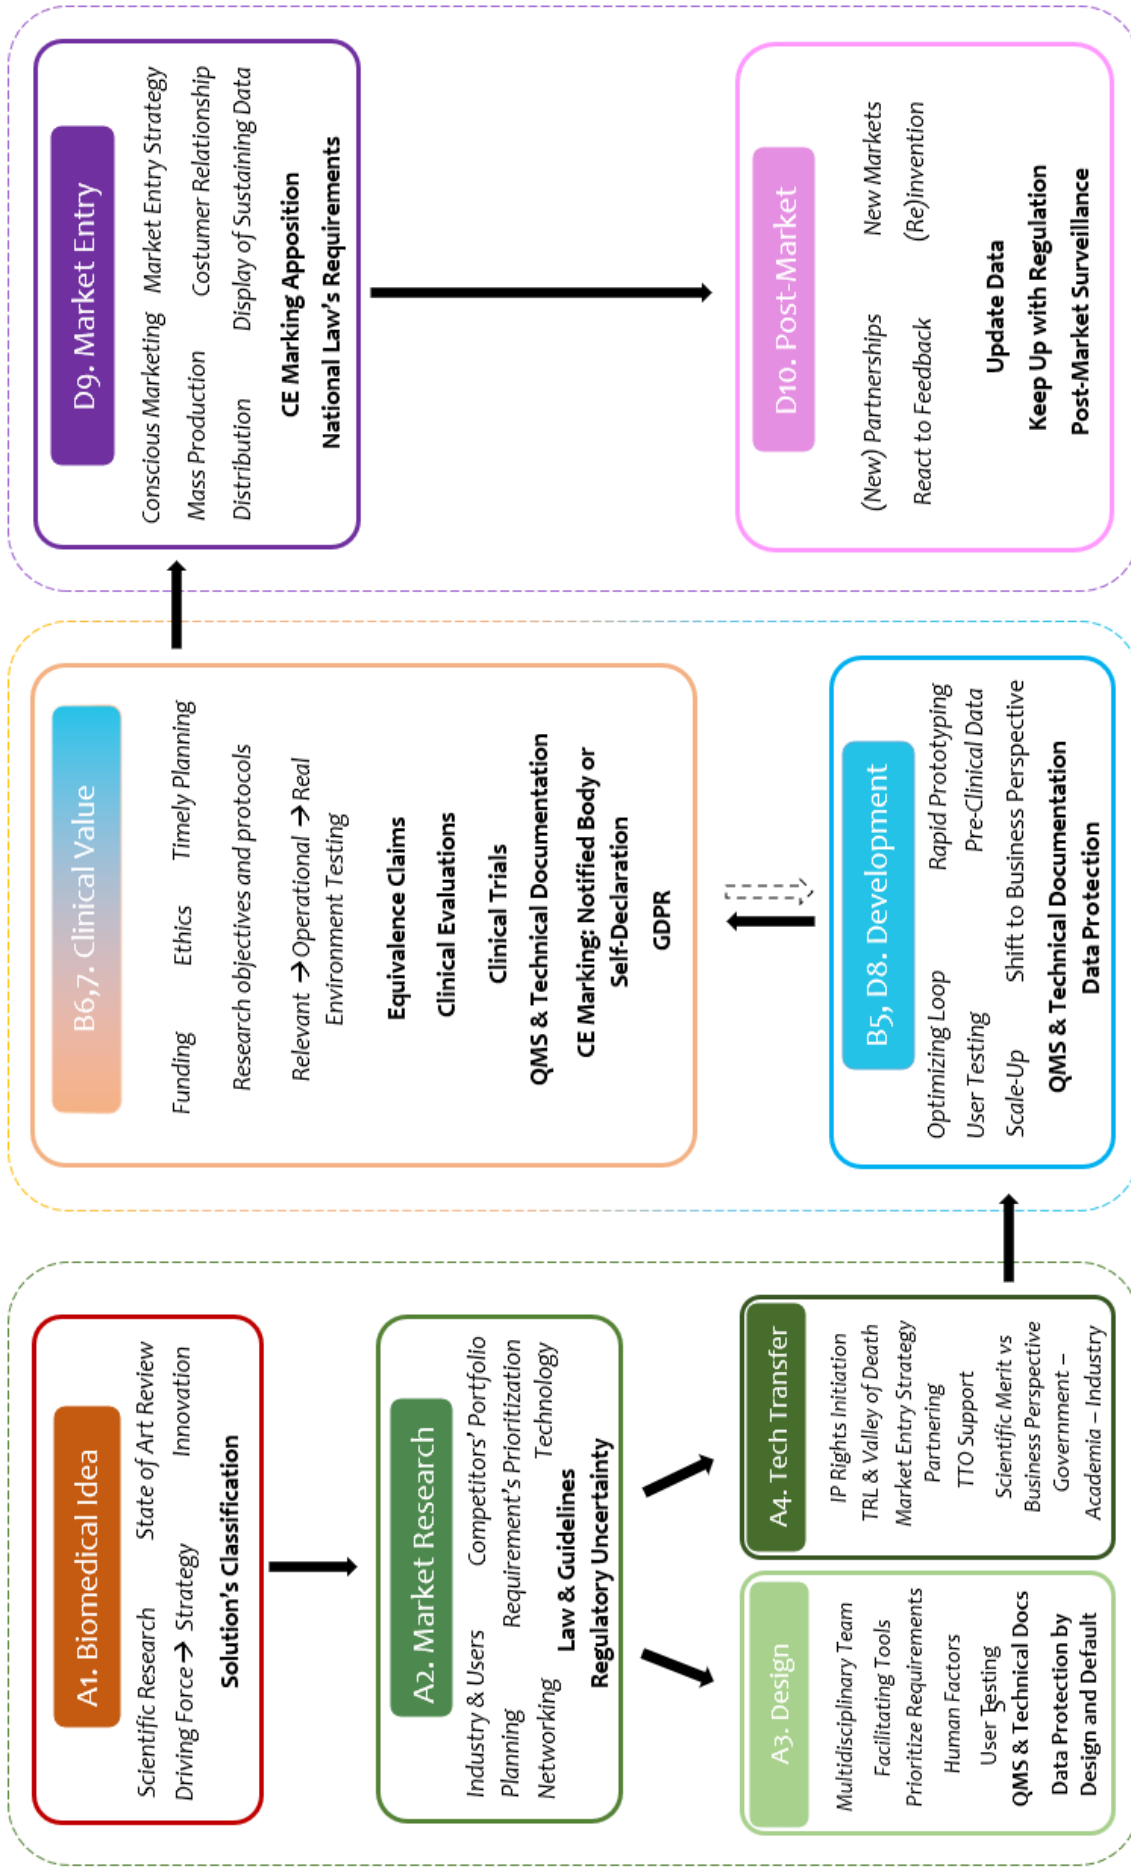 A1. Biomedical Idea
Scientific Research State of Art Review
Driving Force → Strategy Innovation
Solution's Classification
A2. Market Research
Industry & Users Competitors' Portfolio
Planning Requirement's Prioritization
Networking Technology
Law & Guidelines
Regulatory Uncertainty
A3. Design
Multidisciplinary Team
Facilitating Tools
Prioritize Requirements
Human Factors
User Testing
QMS & Technical Docs
Data Protection by
Design and Default
A4. Tech Transfer
IP Rights Initiation
TRL & Valley of Death
Market Entry Strategy
Partnering
TTO Support
Scientific Merit vs
Business Perspective
Government –
Academia – Industry
B6,7. Clinical Value
Funding Ethics Timely Planning
Research objectives and protocols
Relevant → Operational → Real
Environment Testing
Equivalence Claims
Clinical Evaluations
Clinical Trials
QMS & Technical Documentation
CE Marking: Notified Body or
Self-Declaration
GDPR
B5, D8. Development
Optimizing Loop Rapid Prototyping
User Testing Pre-Clinical Data
Scale-Up Shift to Business Perspective
QMS & Technical Documentation
Data Protection
D9. Market Entry
Conscious Marketing Market Entry Strategy
Mass Production Costumer Relationship
Distribution Display of Sustaining Data
CE Marking Apposition
National Law's Requirements
D10. Post-Market
(New) Partnerships New Markets
React to Feedback (Re)invention
Update Data
Keep Up with Regulation
Post-Market Surveillance